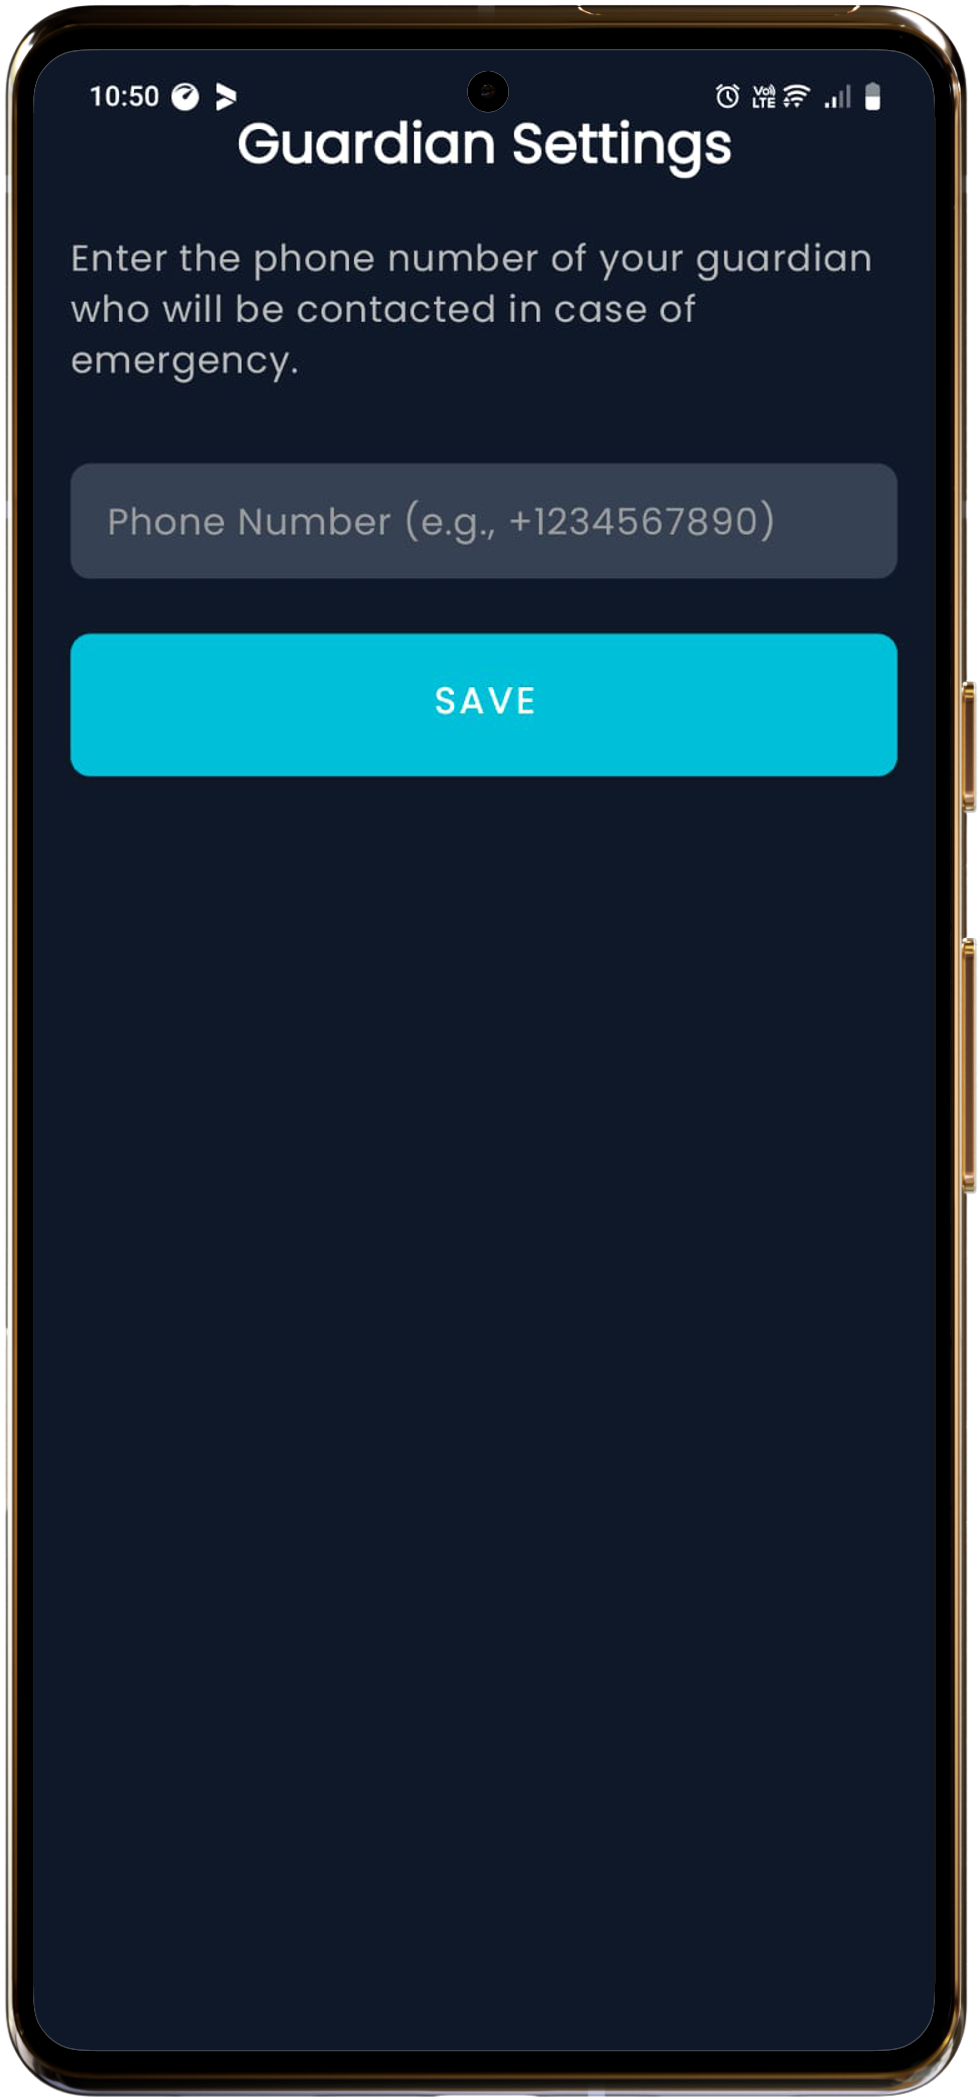 10:50
Vo)) LTE
Guardian Settings
Enter the phone number of your guardian
who will be contacted in case of
emergency.
Phone Number (e.g., +1234567890)
SAVE